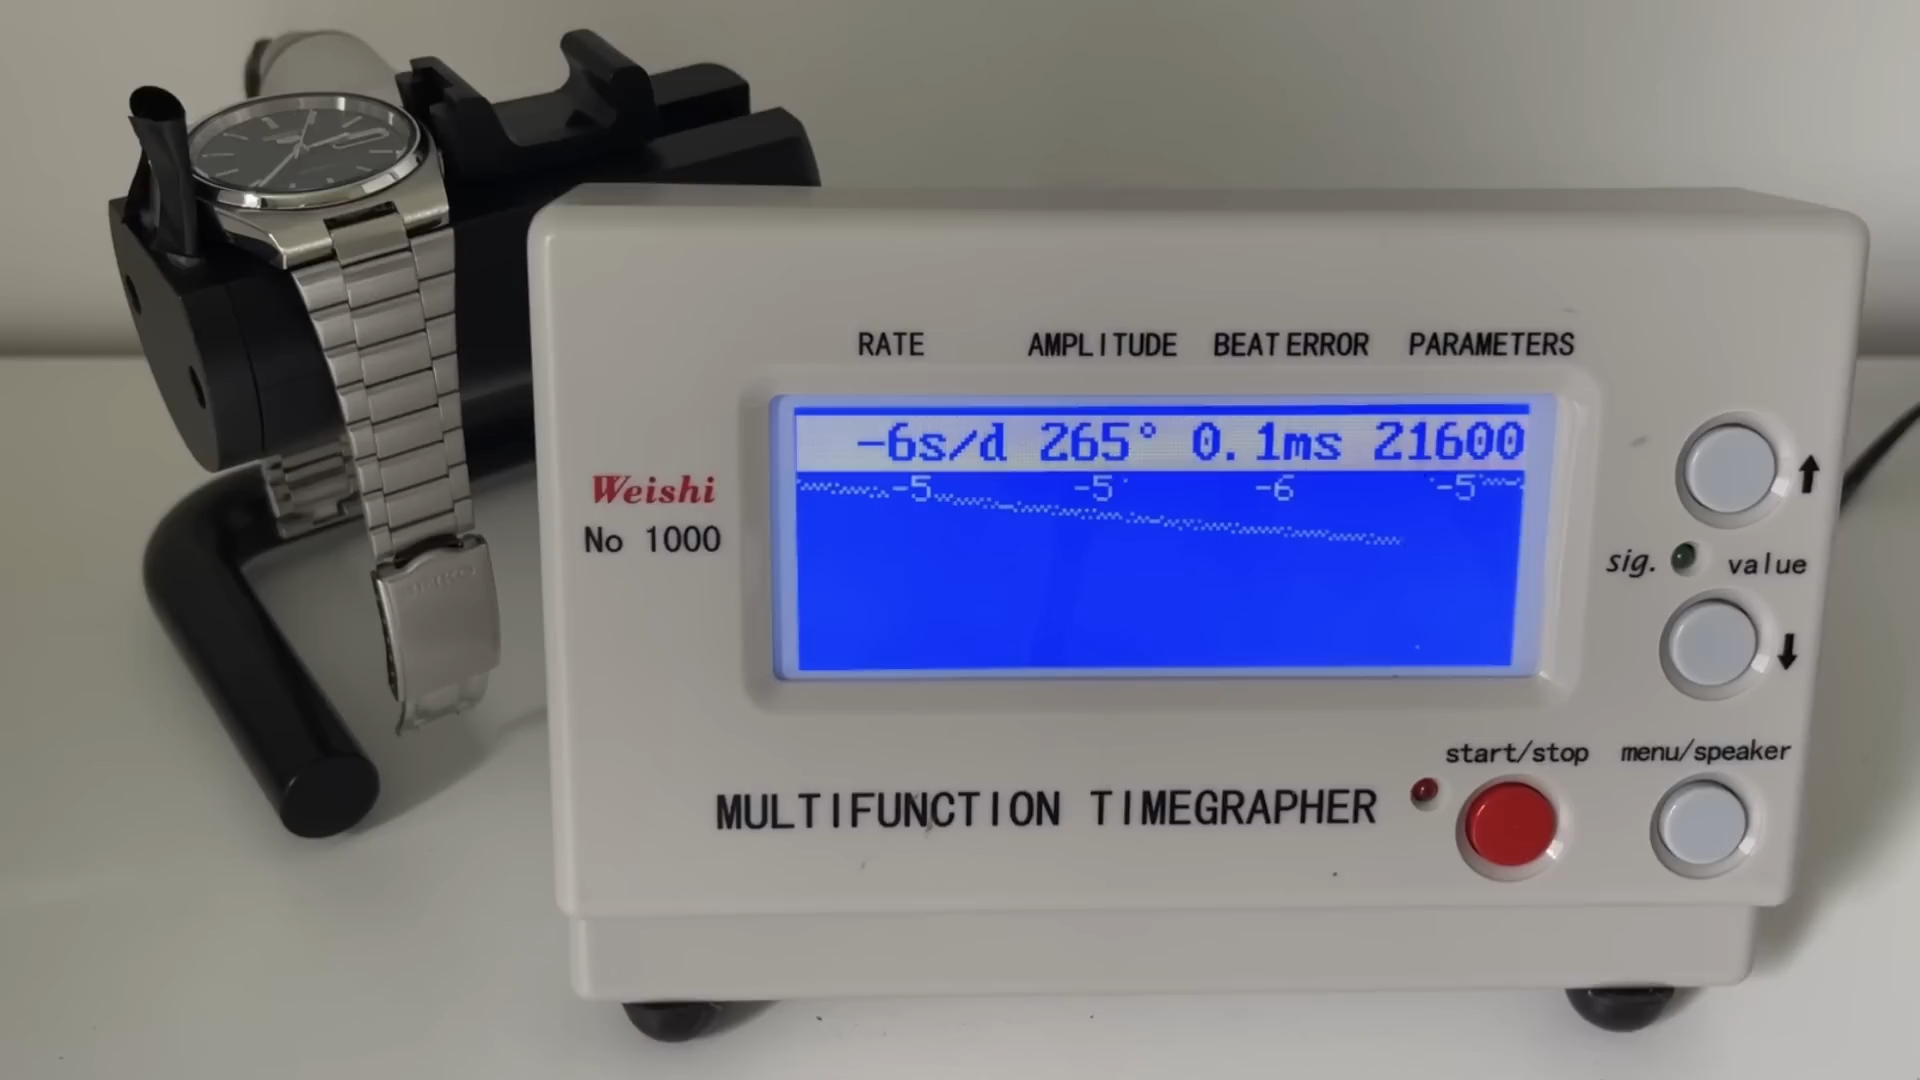 RATE AMPLITUDE BEAT ERROR PARAMETERS
-6s/d 265° 0.1ms 21600
-5 -5 -6 -5
Weishi
No 1000
sig. value
start/stop menu/speaker
MULTIFUNCTION TIMEGRAPHER
SEIKO